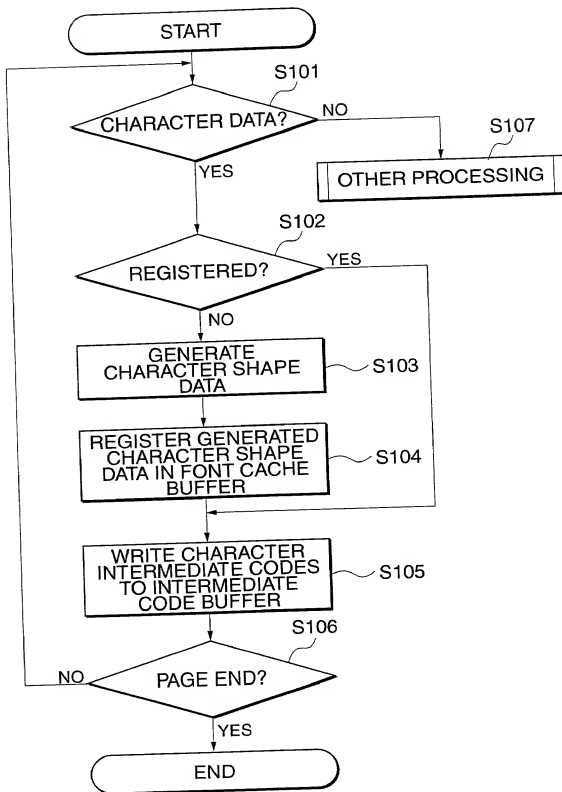 START
S101
CHARACTER DATA?
NO
S107
YES
OTHER PROCESSING
S102
REGISTERED?
YES
NO
GENERATE
CHARACTER SHAPE
DATA
S103
REGISTER GENERATED
CHARACTER SHAPE
DATA IN FONT CACHE
BUFFER
S104
WRITE CHARACTER
INTERMEDIATE CODES
TO INTERMEDIATE
CODE BUFFER
S105
S106
NO
PAGE END?
YES
END